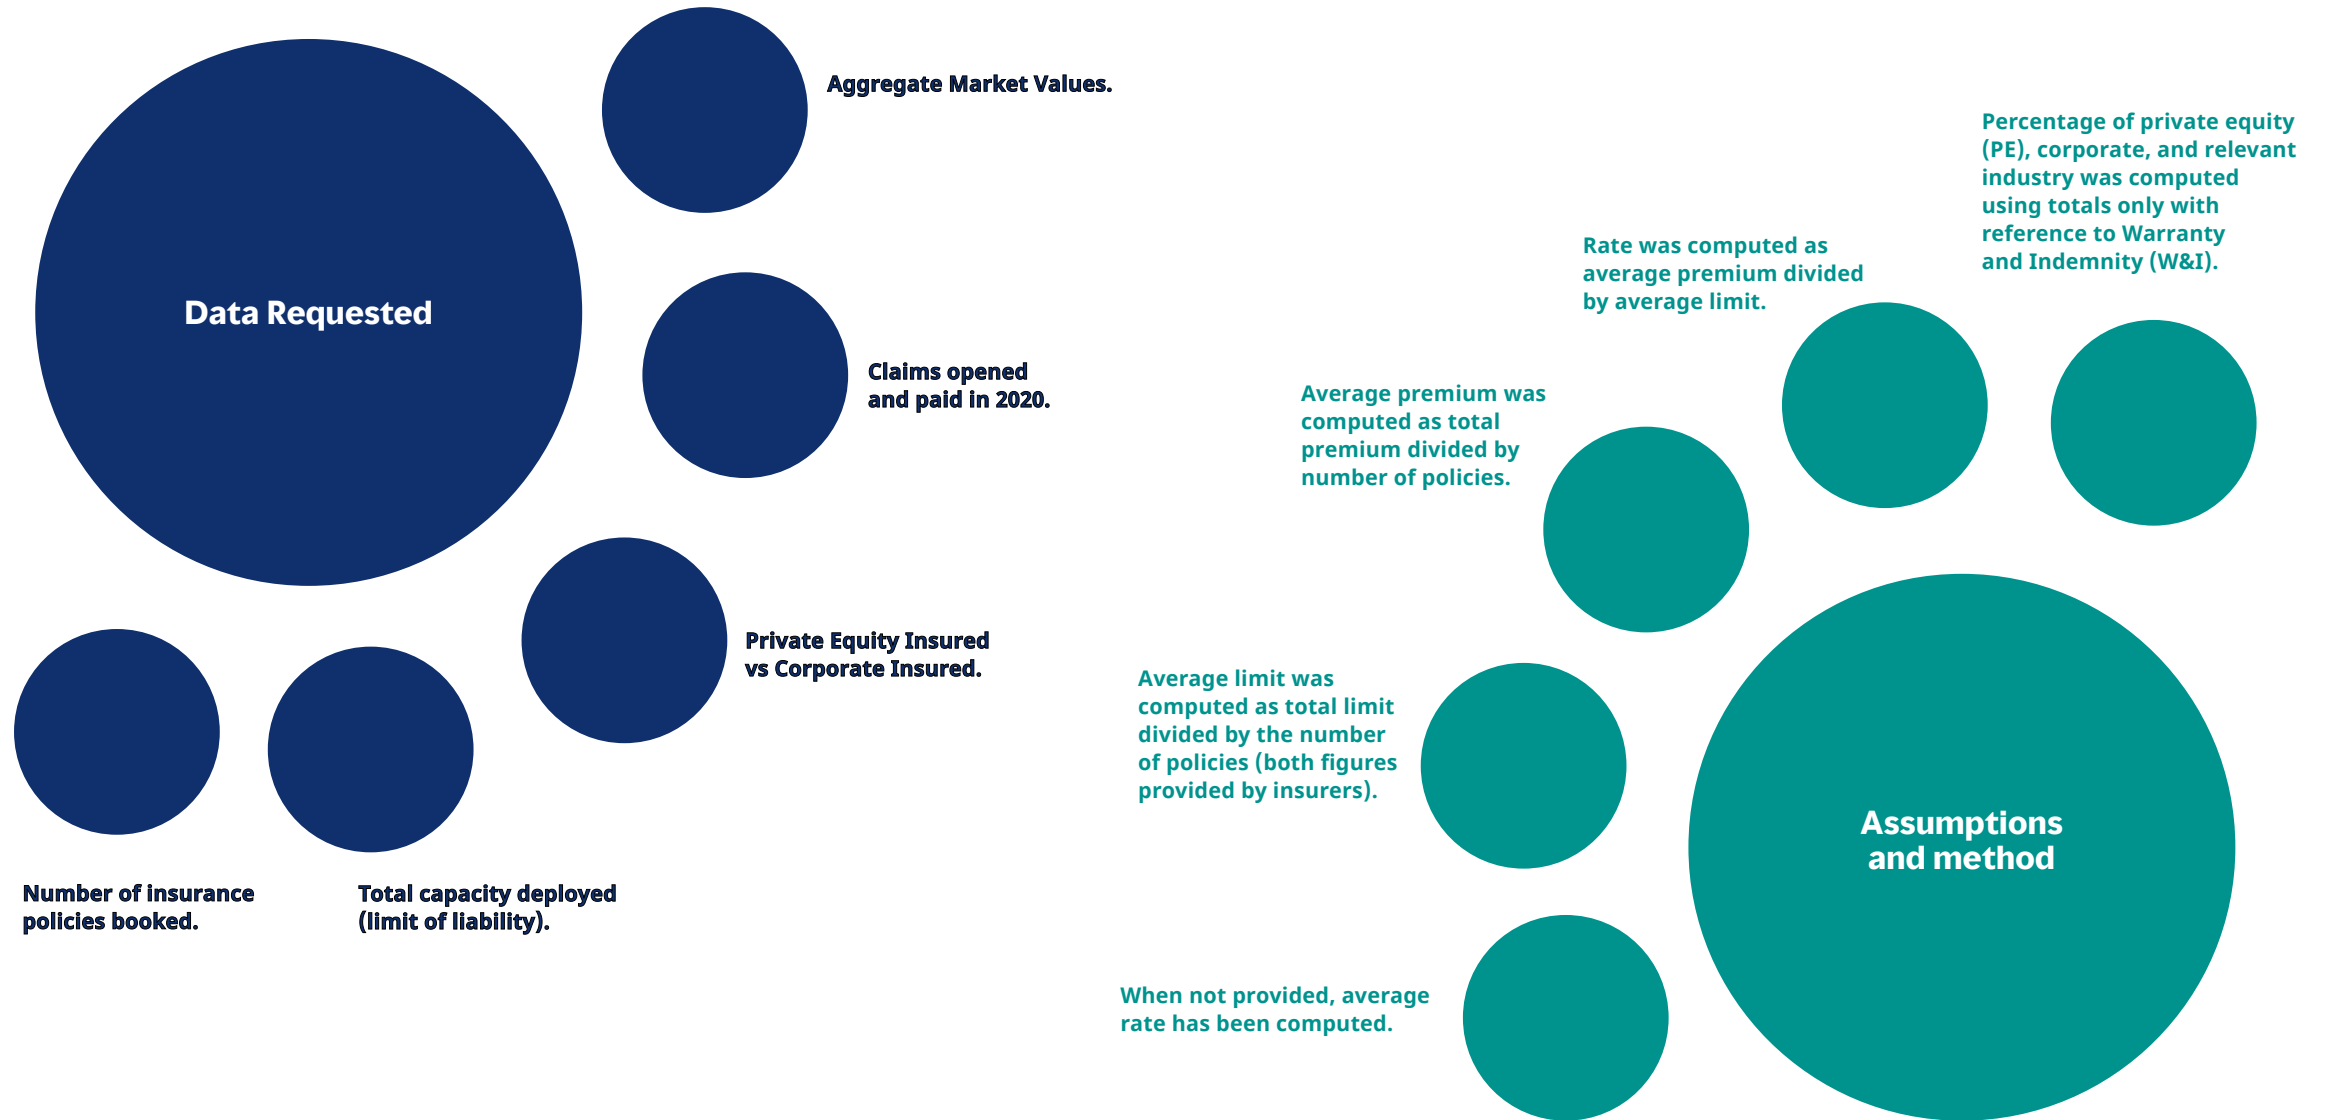 Data Requested
Aggregate Market Values.
Claims opened
and paid in 2020.
Private Equity Insured
vs Corporate Insured.
Total capacity deployed
(limit of liability).
Number of insurance
policies booked.
Assumptions
and method
Percentage of private equity
(PE), corporate, and relevant
industry was computed
using totals only with
reference to Warranty
and Indemnity (W&I).
Rate was computed as
average premium divided
by average limit.
Average premium was
computed as total
premium divided by
number of policies.
Average limit was
computed as total limit
divided by the number
of policies (both figures
provided by insurers).
When not provided, average
rate has been computed.